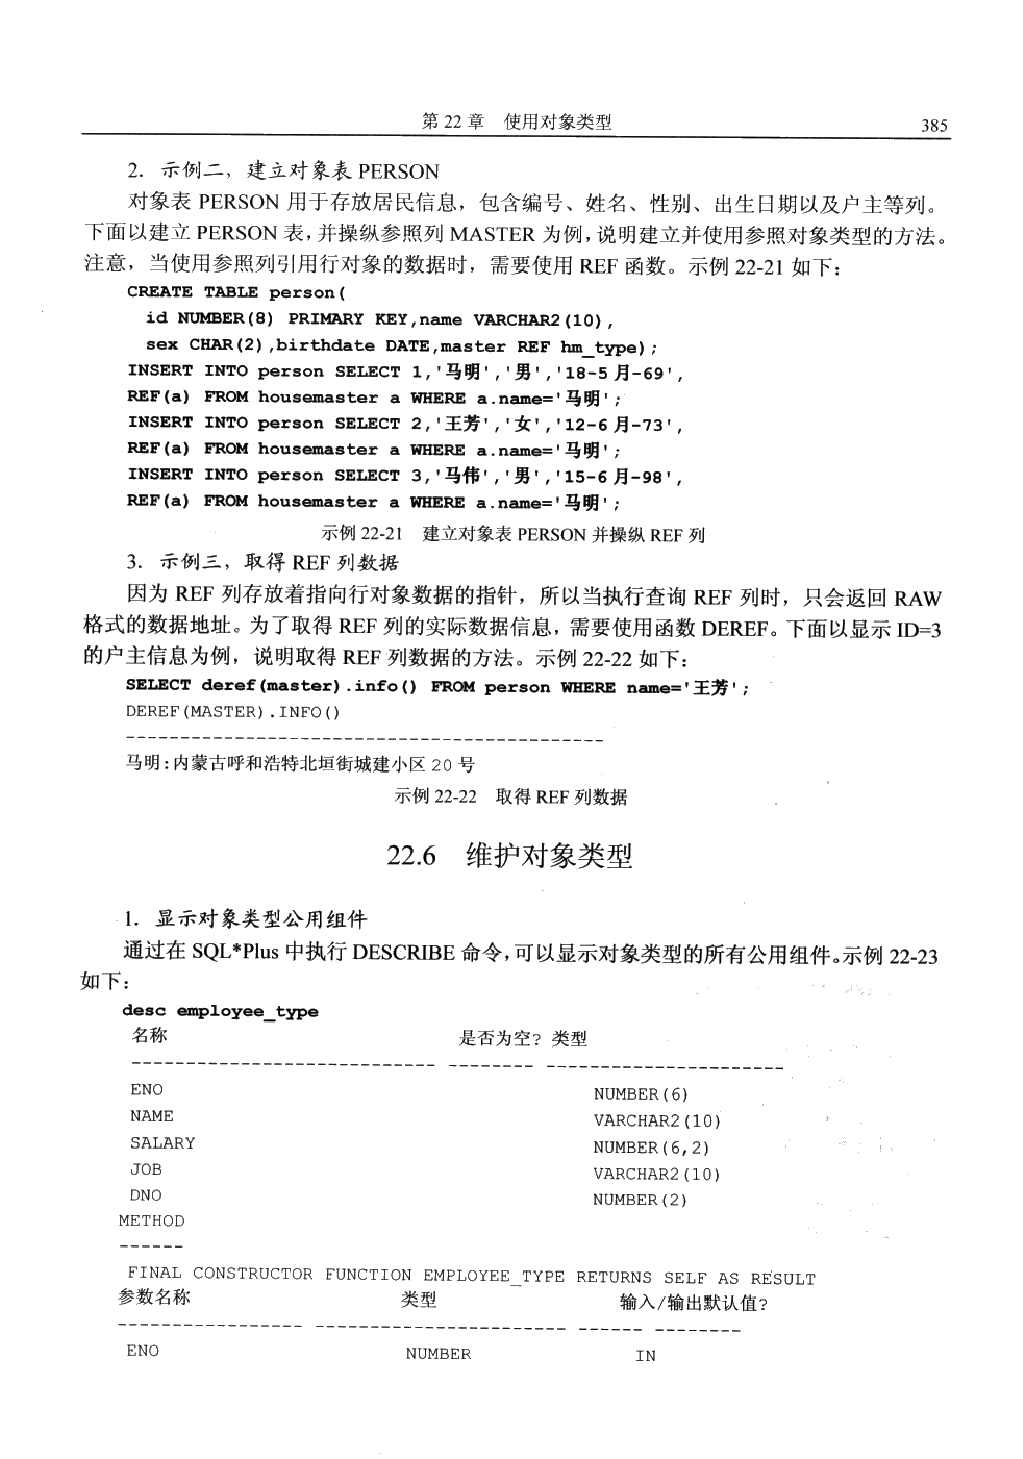 第 22 章　使用对象类型
385
2．示例二，建立对象表 PERSON
对象表 PERSON 用于存放居民信息，包含编号、姓名、性别、出生日期以及户主等列。
下面以建立 PERSON 表，并操纵参照列 MASTER 为例，说明建立并使用参照对象类型的方法。
注意，当使用参照列引用行对象的数据时，需要使用 REF 函数。示例 22-21 如下：
CREATE TABLE person(
id NUMBER(8) PRIMARY KEY,name VARCHAR2(10),
sex CHAR(2),birthdate DATE,master REF hm_type);
INSERT INTO person SELECT 1,'马明','男','18-5 月-69',
REF(a) FROM housemaster a WHERE a.name='马明';
INSERT INTO person SELECT 2,'王芳','女','12-6 月-73',
REF(a) FROM housemaster a WHERE a.name='马明';
INSERT INTO person SELECT 3,'马伟','男','15-6 月-98',
REF(a) FROM housemaster a WHERE a.name='马明';
示例 22-21　建立对象表 PERSON 并操纵 REF 列
3．示例三，取得 REF 列数据
因为 REF 列存放着指向行对象数据的指针，所以当执行查询 REF 列时，只会返回 RAW
格式的数据地址。为了取得 REF 列的实际数据信息，需要使用函数 DEREF。下面以显示 ID=3
的户主信息为例，说明取得 REF 列数据的方法。示例 22-22 如下：
SELECT deref(master).info() FROM person WHERE name='王芳';
DEREF(MASTER).INFO()
--------------------------------------------
马明:内蒙古呼和浩特北垣街城建小区 20 号
示例 22-22　取得 REF 列数据
22.6　维护对象类型
1．显示对象类型公用组件
通过在 SQL*Plus 中执行 DESCRIBE 命令，可以显示对象类型的所有公用组件。示例 22-23
如下：
desc employee_type
名称 是否为空? 类型
---------------------------- -------- ----------------------
ENO NUMBER(6)
NAME VARCHAR2(10)
SALARY NUMBER(6,2)
JOB VARCHAR2(10)
DNO NUMBER(2)
METHOD
------
FINAL CONSTRUCTOR FUNCTION EMPLOYEE_TYPE RETURNS SELF AS RESULT
参数名称 类型 输入/输出默认值?
----------------- ----------------------- ------ --------
ENO NUMBER IN